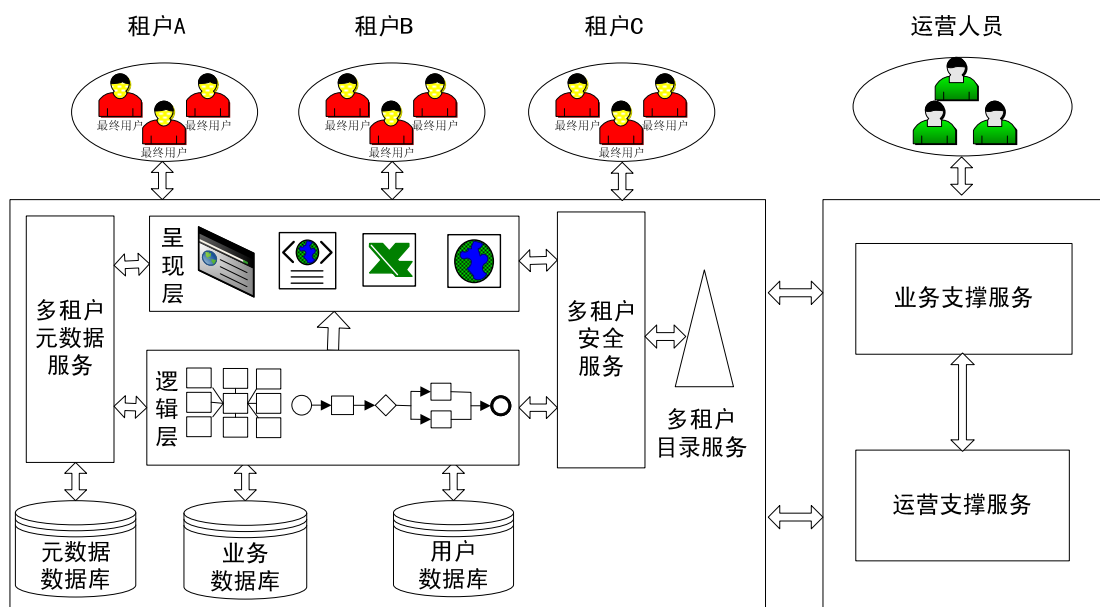 租户A
租户B
租户C
运营人员
最终用户
最终用户
最终用户
最终用户
最终用户
最终用户
最终用户
最终用户
最终用户
多租户
元数据
服务
呈
现
层
逻
辑
层
多租户
安全
服务
多租户
目录服务
业务支撑服务
运营支撑服务
元数据
数据库
业务
数据库
用户
数据库